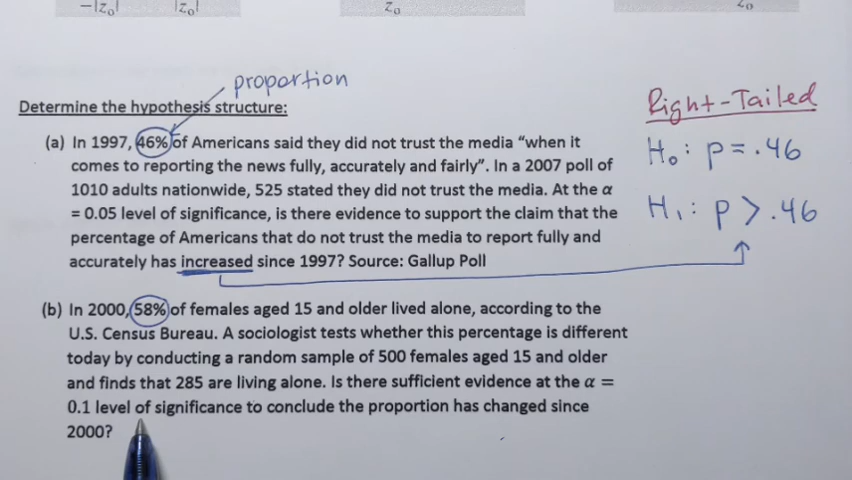 -|z₀| |z₀| z₀ z₀
proportion
Determine the hypothesis structure:
(a) In 1997, 46% of Americans said they did not trust the media "when it
comes to reporting the news fully, accurately and fairly". In a 2007 poll of
1010 adults nationwide, 525 stated they did not trust the media. At the α
= 0.05 level of significance, is there evidence to support the claim that the
percentage of Americans that do not trust the media to report fully and
accurately has increased since 1997? Source: Gallup Poll
Right-Tailed
H₀: p = .46
H₁: p > .46
(b) In 2000, 58% of females aged 15 and older lived alone, according to the
U.S. Census Bureau. A sociologist tests whether this percentage is different
today by conducting a random sample of 500 females aged 15 and older
and finds that 285 are living alone. Is there sufficient evidence at the α =
0.1 level of significance to conclude the proportion has changed since
2000?